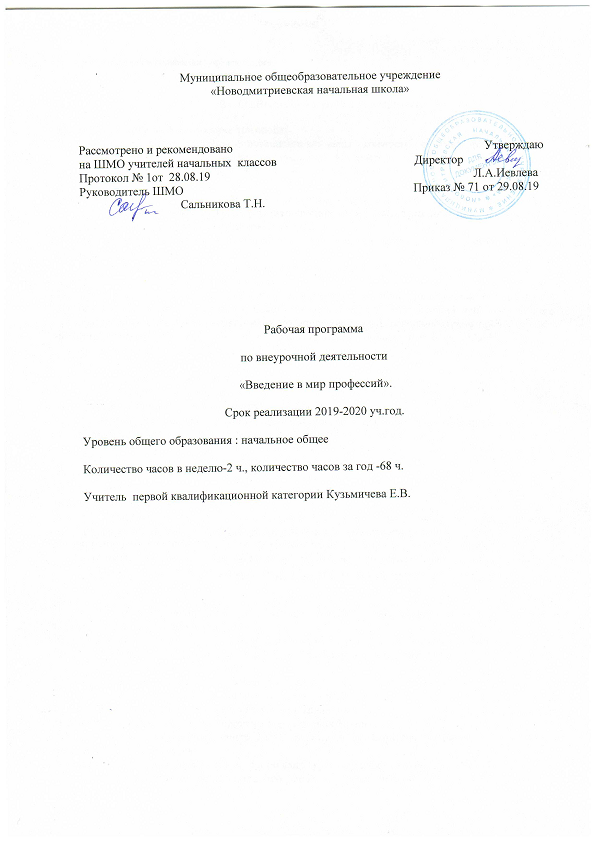 Муниципальное общеобразовательное учреждение
«Новодмитриевская начальная школа»
Рассмотрено и рекомендовано
на ШМО учителей начальных классов
Протокол № 1от 28.08.19
Руководитель ШМО
Сальникова Т.Н.
Утверждаю
Директор
Л.А.Иевлева
Приказ № 71 от 29.08.19
Рабочая программа
по внеурочной деятельности
«Введение в мир профессий».
Срок реализации 2019-2020 уч.год.
Уровень общего образования : начальное общее
Количество часов в неделю-2 ч., количество часов за год -68 ч.
Учитель первой квалификационной категории Кузьмичева Е.В.